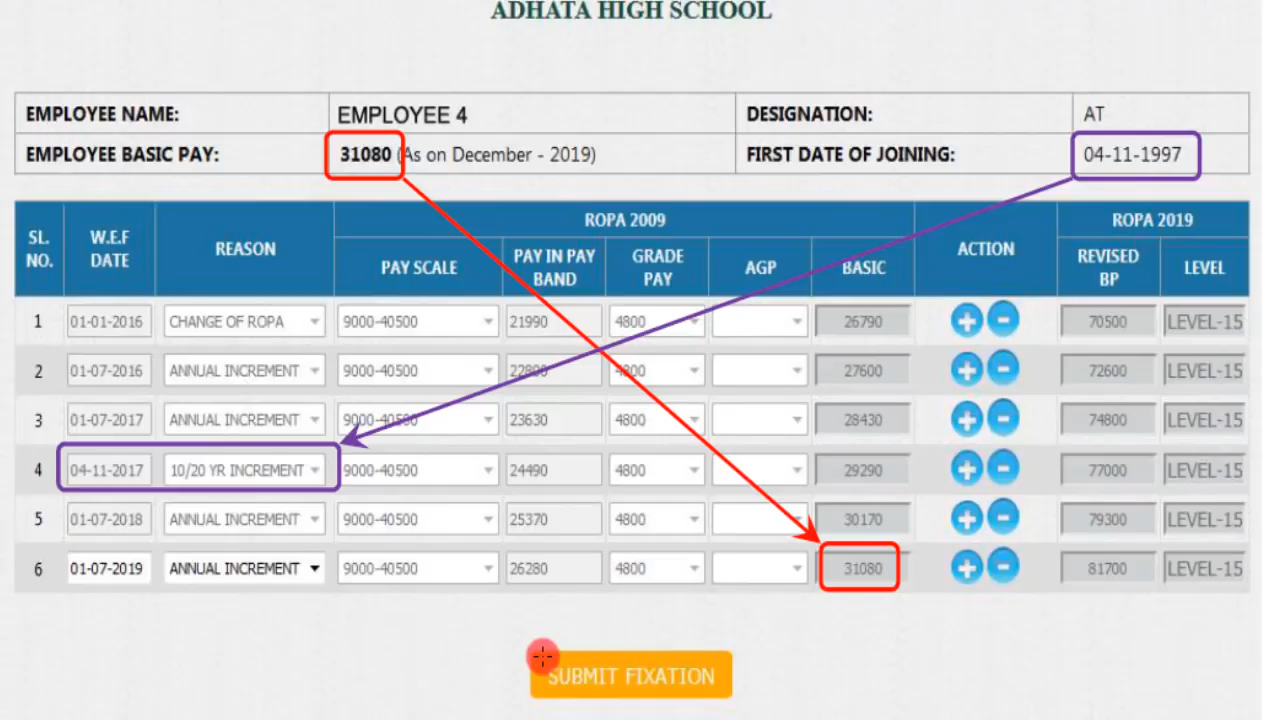 ADHATA HIGH SCHOOL
EMPLOYEE NAME: EMPLOYEE 4 DESIGNATION: AT
EMPLOYEE BASIC PAY: 31080 (As on December - 2019) FIRST DATE OF JOINING: 04-11-1997
SL. NO. W.E.F DATE REASON ROPA 2009 ACTION ROPA 2019
PAY SCALE PAY IN PAY BAND GRADE PAY AGP BASIC REVISED BP LEVEL
1 01-01-2016 CHANGE OF ROPA 9000-40500 21990 4800 26790 + - 70500 LEVEL-15
2 01-07-2016 ANNUAL INCREMENT 9000-40500 22800 4800 27600 + - 72600 LEVEL-15
3 01-07-2017 ANNUAL INCREMENT 9000-40500 23630 4800 28430 + - 74800 LEVEL-15
4 04-11-2017 10/20 YR INCREMENT 9000-40500 24490 4800 29290 + - 77000 LEVEL-15
5 01-07-2018 ANNUAL INCREMENT 9000-40500 25370 4800 30170 + - 79300 LEVEL-15
6 01-07-2019 ANNUAL INCREMENT 9000-40500 26280 4800 31080 + - 81700 LEVEL-15
SUBMIT FIXATION